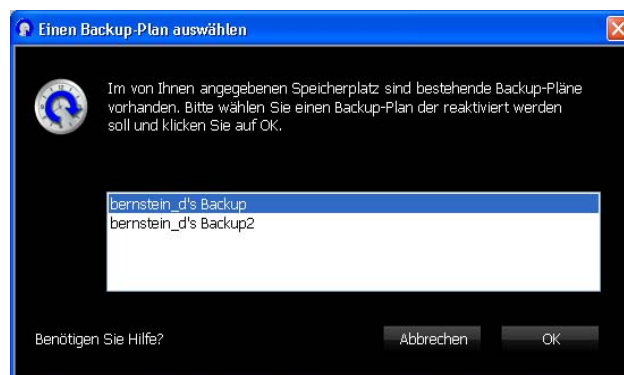 Einen Backup-Plan auswählen
Im von Ihnen angegebenen Speicherplatz sind bestehende Backup-Pläne
vorhanden. Bitte wählen Sie einen Backup-Plan der reaktiviert werden
soll und klicken Sie auf OK.
bernstein_d's Backup
bernstein_d's Backup2
Benötigen Sie Hilfe?
Abbrechen
OK